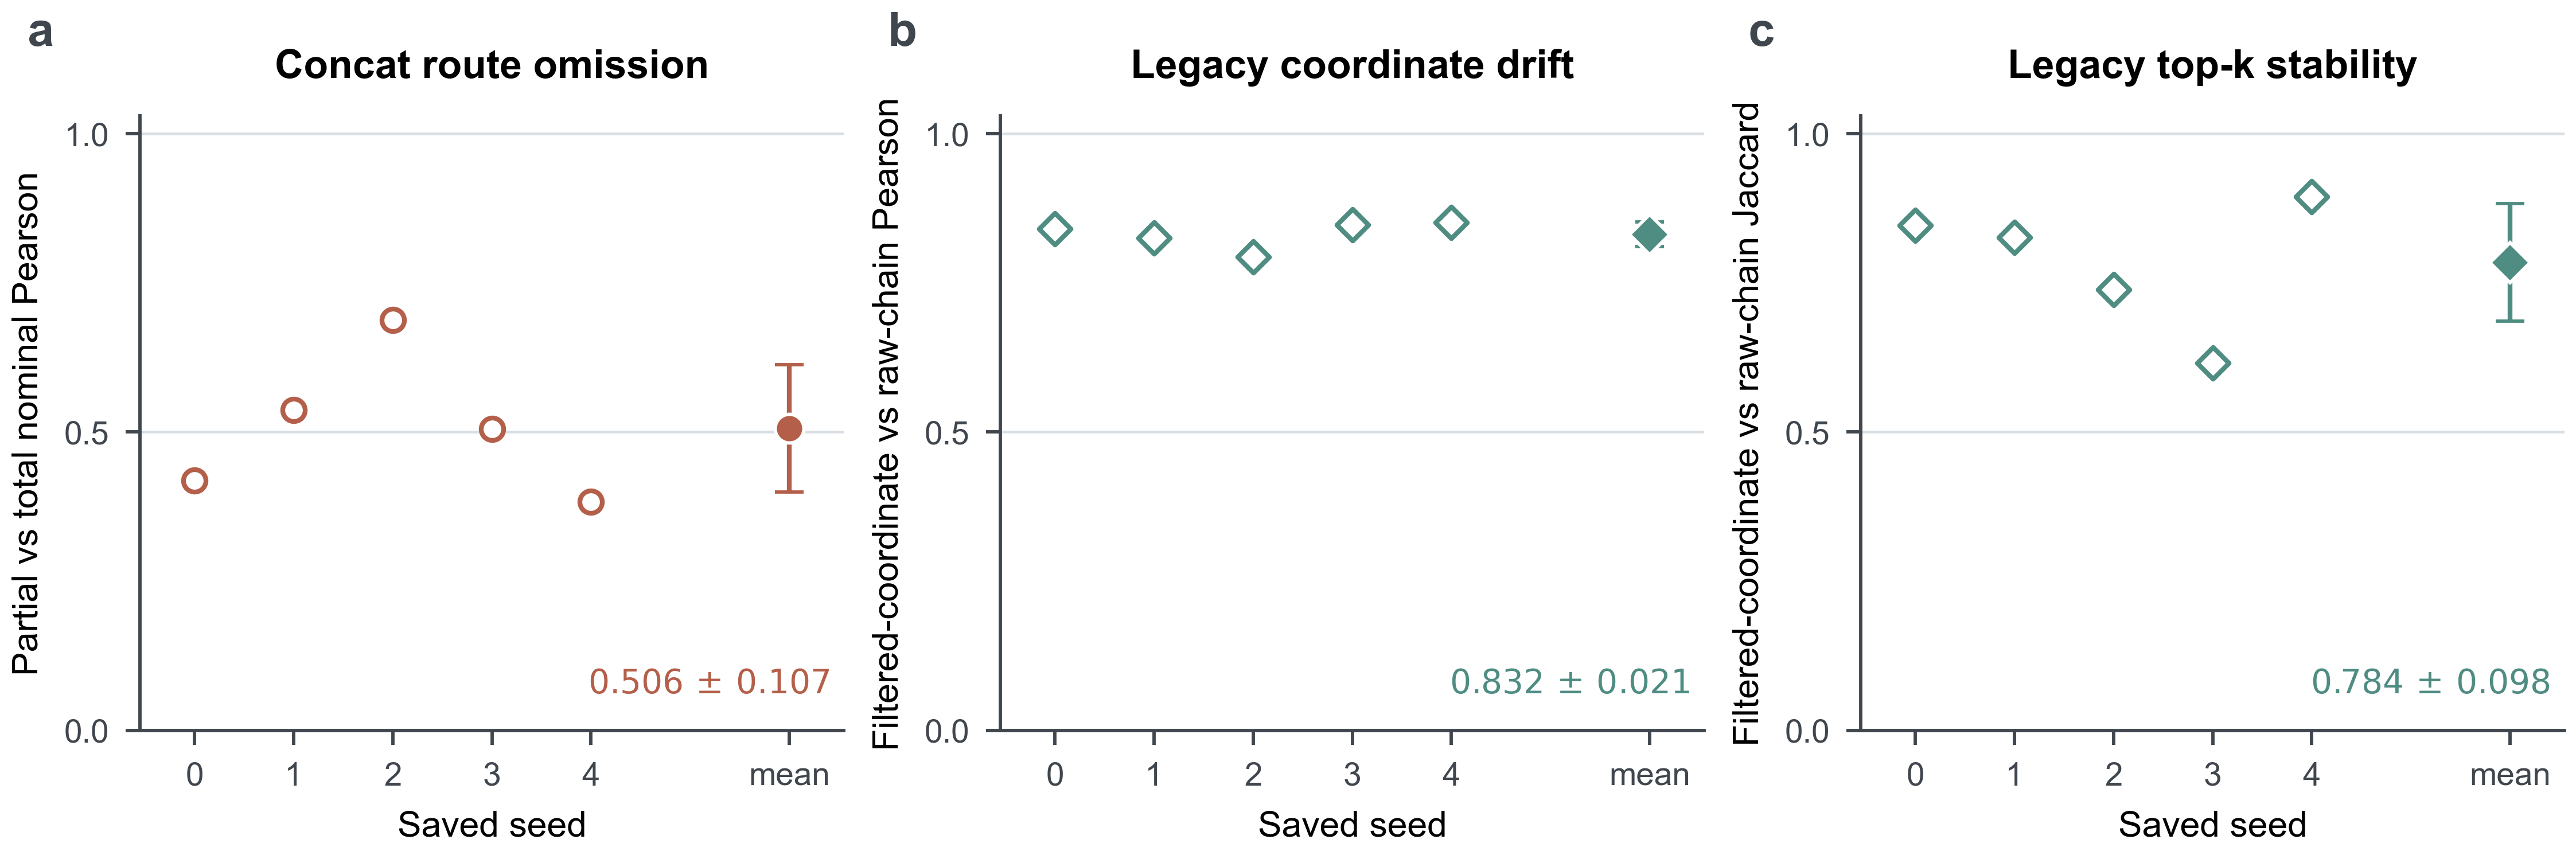 a
Concat route omission
Partial vs total nominal Pearson
1.0
0.5
0.0
0.506 ± 0.107
0 1 2 3 4 mean
Saved seed
b
Legacy coordinate drift
Filtered-coordinate vs raw-chain Pearson
1.0
0.5
0.0
0.832 ± 0.021
0 1 2 3 4 mean
Saved seed
c
Legacy top-k stability
Filtered-coordinate vs raw-chain Jaccard
1.0
0.5
0.0
0.784 ± 0.098
0 1 2 3 4 mean
Saved seed